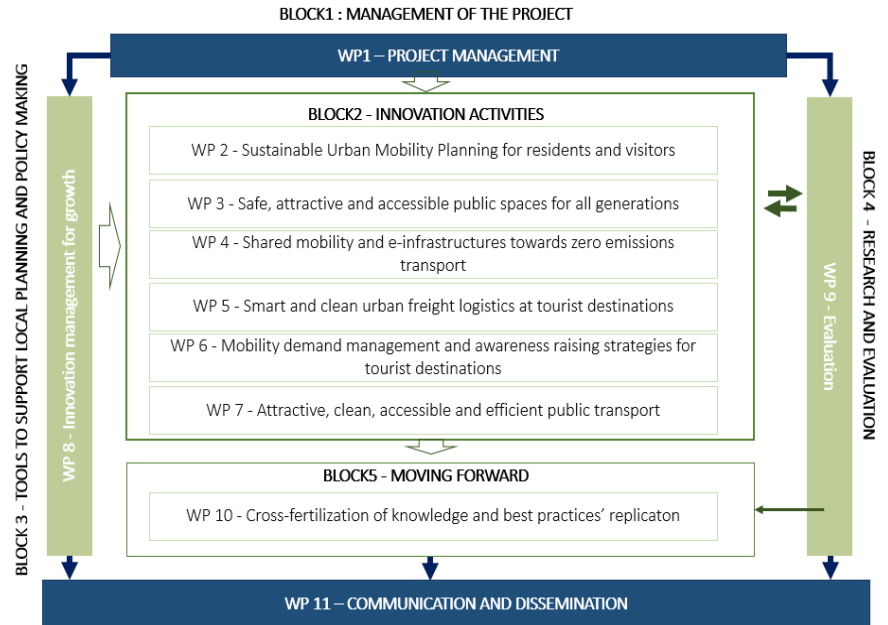 BLOCK1 : MANAGEMENT OF THE PROJECT
WP1 – PROJECT MANAGEMENT
BLOCK 3 - TOOLS TO SUPPORT LOCAL PLANNING AND POLICY MAKING
WP 8 - Innovation management for growth
BLOCK2 - INNOVATION ACTIVITIES
WP 2 - Sustainable Urban Mobility Planning for residents and visitors
WP 3 - Safe, attractive and accessible public spaces for all generations
WP 4 - Shared mobility and e-infrastructures towards zero emissions
transport
WP 5 - Smart and clean urban freight logistics at tourist destinations
WP 6 - Mobility demand management and awareness raising strategies for
tourist destinations
WP 7 - Attractive, clean, accessible and efficient public transport
BLOCK5 - MOVING FORWARD
WP 10 - Cross-fertilization of knowledge and best practices’ replicaton
WP 9 - Evaluation
BLOCK 4 – RESEARCH AND EVALUATION
WP 11 – COMMUNICATION AND DISSEMINATION